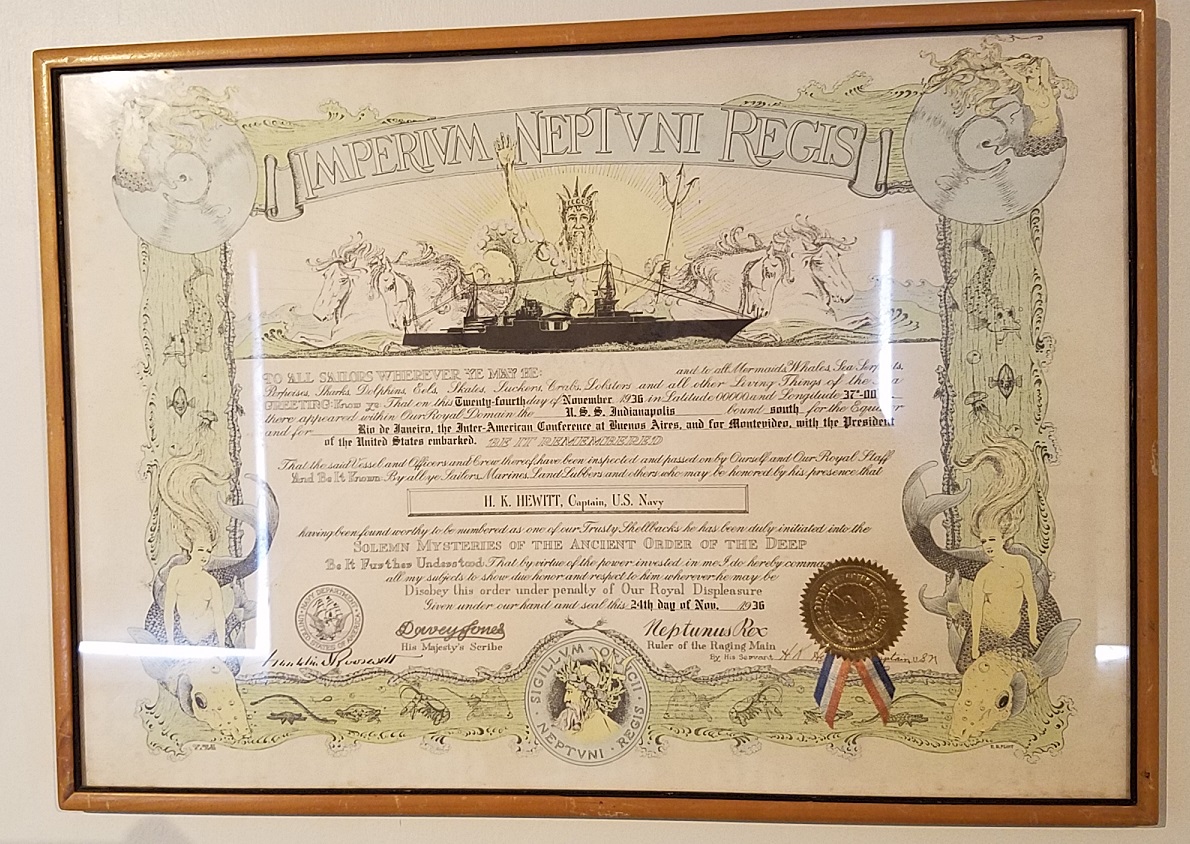 IMPERIVM NEPTVNI REGIS
TO ALL SAILORS WHEREVER YE MAY BE: and to all Mermaids, Whales, Sea Serpents,
Porpoises, Sharks, Dolphins, Eels, Skates, Suckers, Crabs, Lobsters and all other Living Things of the Sea
GREETING: Know ye: That on this Twenty-fourth day of November 1936 in Latitude 00000 and Longitude 37-00
there appeared within Our Royal Domain the U. S. S. Indianapolis bound south for the Equator
and for Rio de Janeiro, the Inter-American Conference at Buenos Aires, and for Montevideo, with the President
of the United States embarked. BE IT REMEMBERED
That the said Vessel and Officers and Crew thereof have been inspected and passed on by Ourself and Our Royal Staff
And Be It Known: By all ye Sailors, Marines, Land Lubbers and others who may be honored by his presence that
H. K. HEWITT, Captain, U.S. Navy
having been found worthy to be numbered as one of our Trusty Shellbacks he has been duly initiated into the
SOLEMN MYSTERIES OF THE ANCIENT ORDER OF THE DEEP
Be It Further Understood: That by virtue of the power invested in me I do hereby command
all my subjects to show due honor and respect to him wherever he may be
Disobey this order under penalty of Our Royal Displeasure
Given under our hand and seal this 24th day of Nov. 1936
NAVY DEPARTMENT
UNITED STATES OF
Davey Jones
His Majesty's Scribe
Neptunus Rex
Ruler of the Raging Main
By His Servant
Captain USN
Franklin D Roosevelt
SIGILLVM
NEPTVNI REGIS